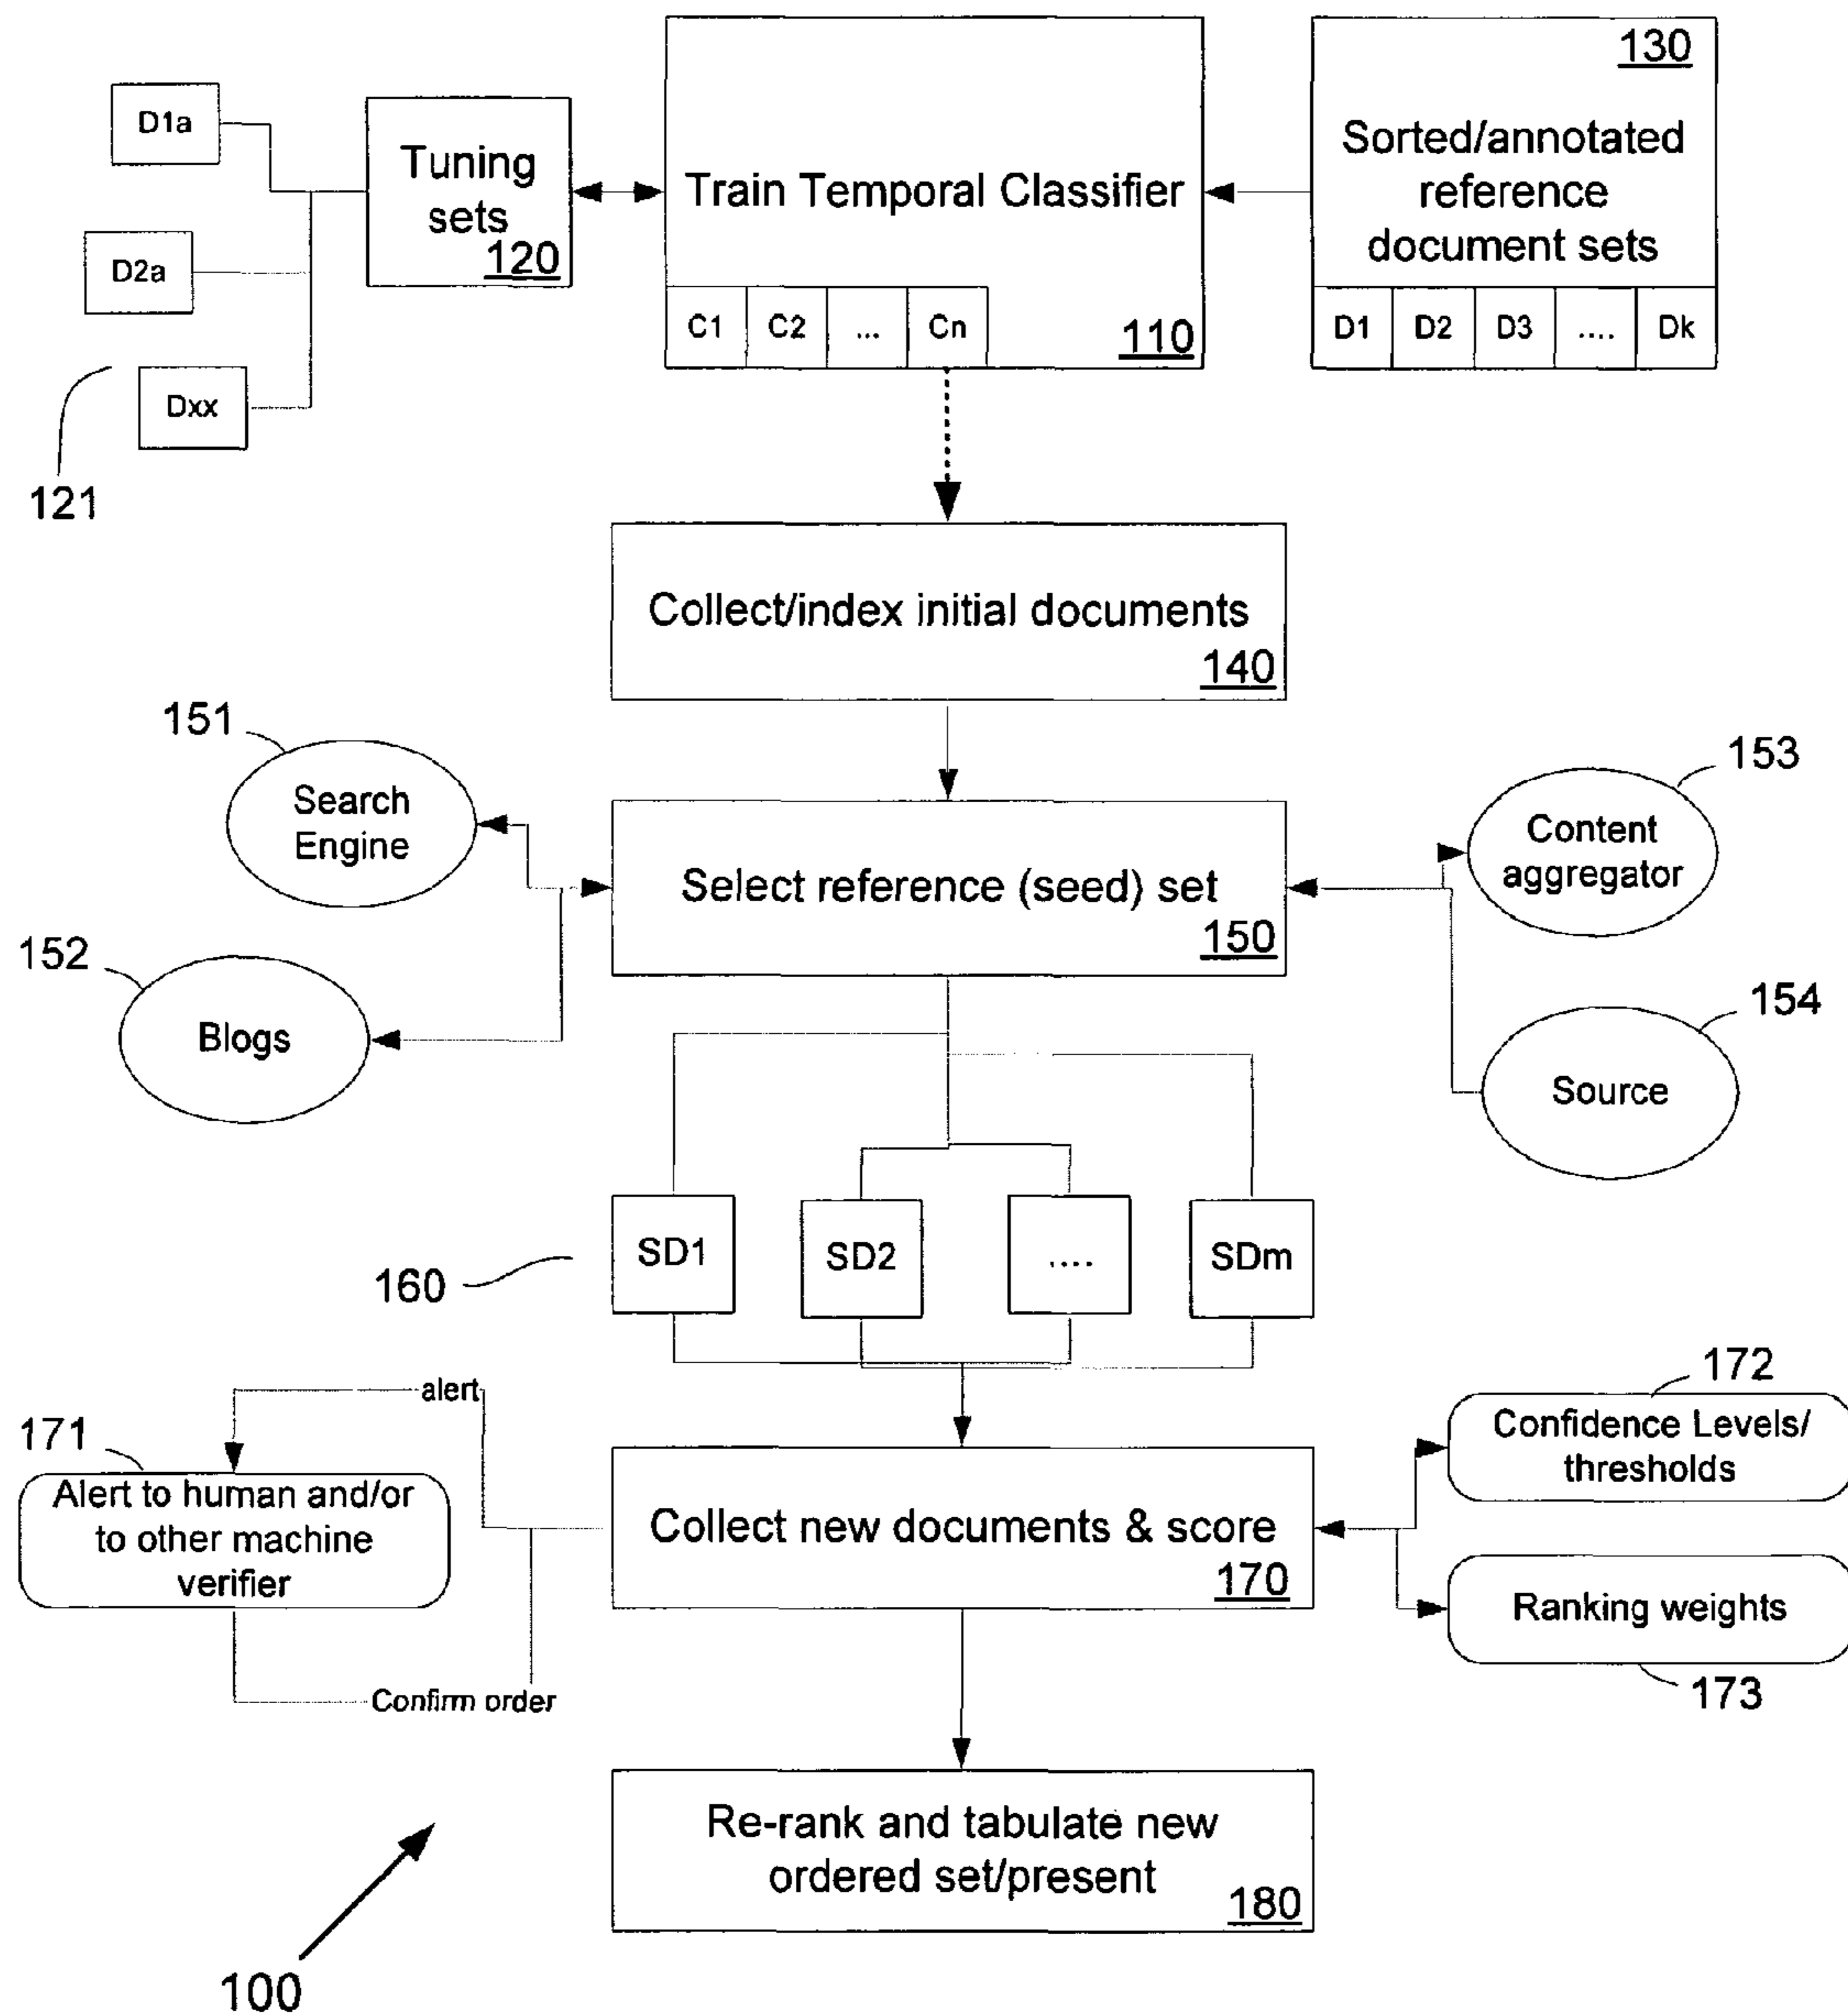 130
D1a
Tuning
sets
120
Train Temporal Classifier
Sorted/annotated
reference
document sets
D2a
C1
C2
...
Cn
110
D1
D2
D3
....
Dk
Dxx
121
Collect/index initial documents
140
151
Search
Engine
153
Content
aggregator
Select reference (seed) set
150
152
Blogs
154
Source
160
SD1
SD2
....
SDm
alert
172
Confidence Levels/
thresholds
171
Alert to human and/or
to other machine
verifier
Collect new documents & score
170
Ranking weights
173
Confirm order
Re-rank and tabulate new
ordered set/present
180
100